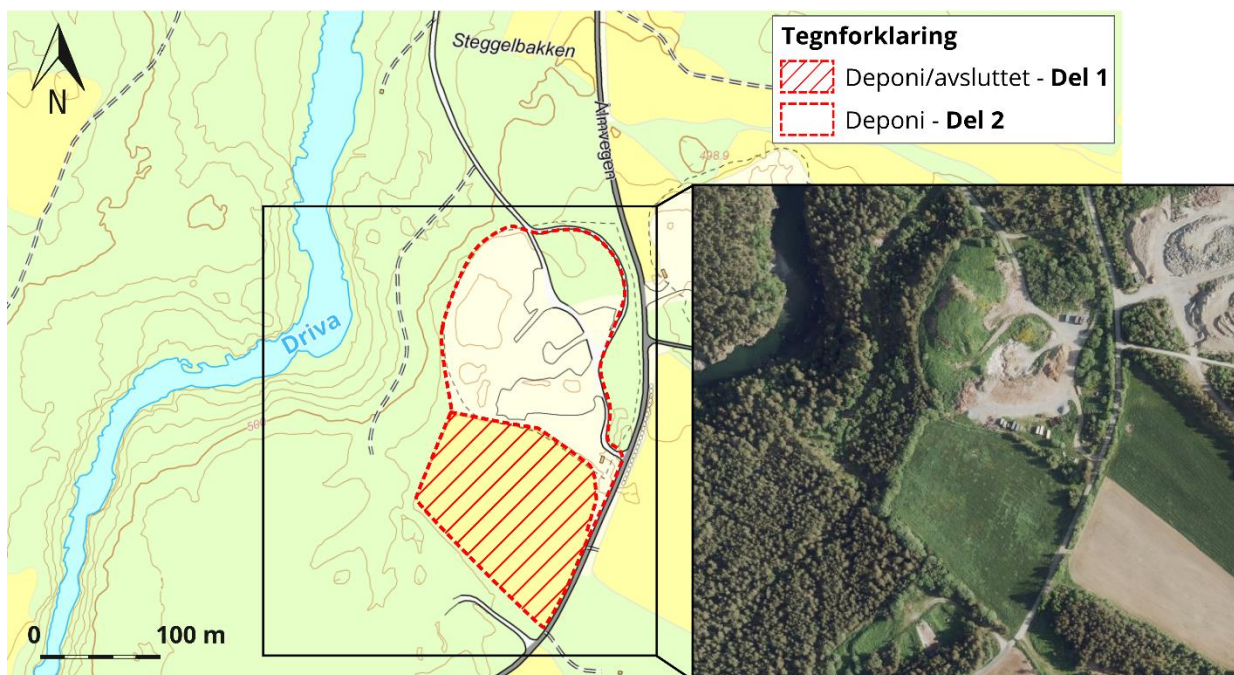 Steggelbakken
Tegnforklaring
Deponi/avsluttet - Del 1
Deponi - Del 2
N
Almvegen
498.9
Driva
500
0 100 m